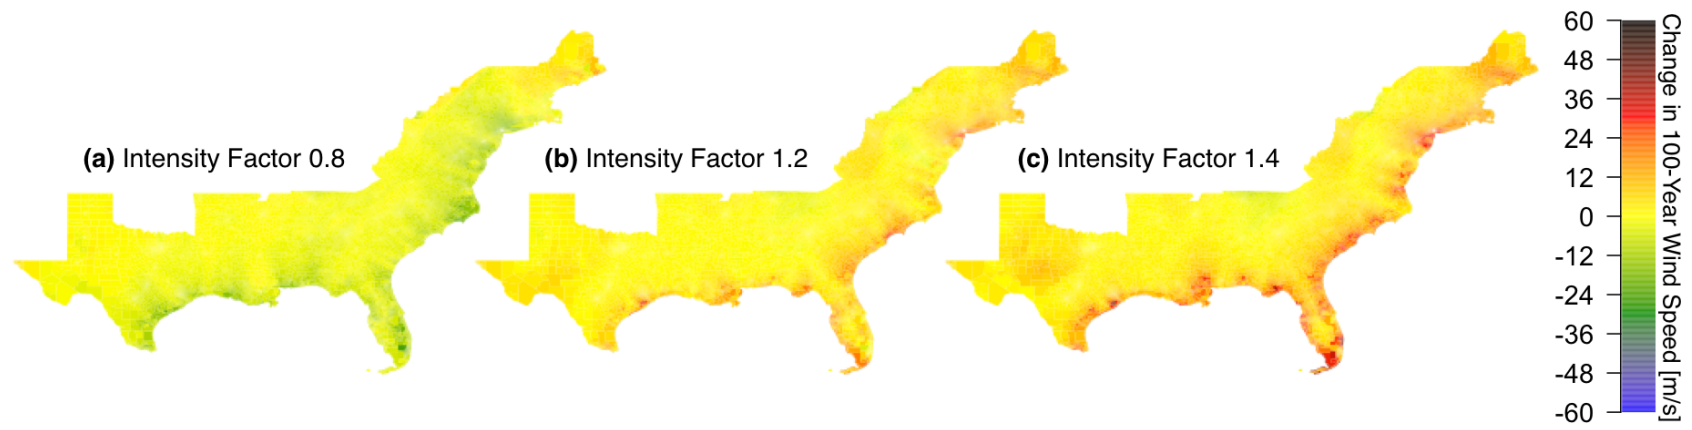 (a) Intensity Factor 0.8
(b) Intensity Factor 1.2
(c) Intensity Factor 1.4
60
48
36
24
12
0
-12
-24
-36
-48
-60
Change in 100-Year Wind Speed [m/s]